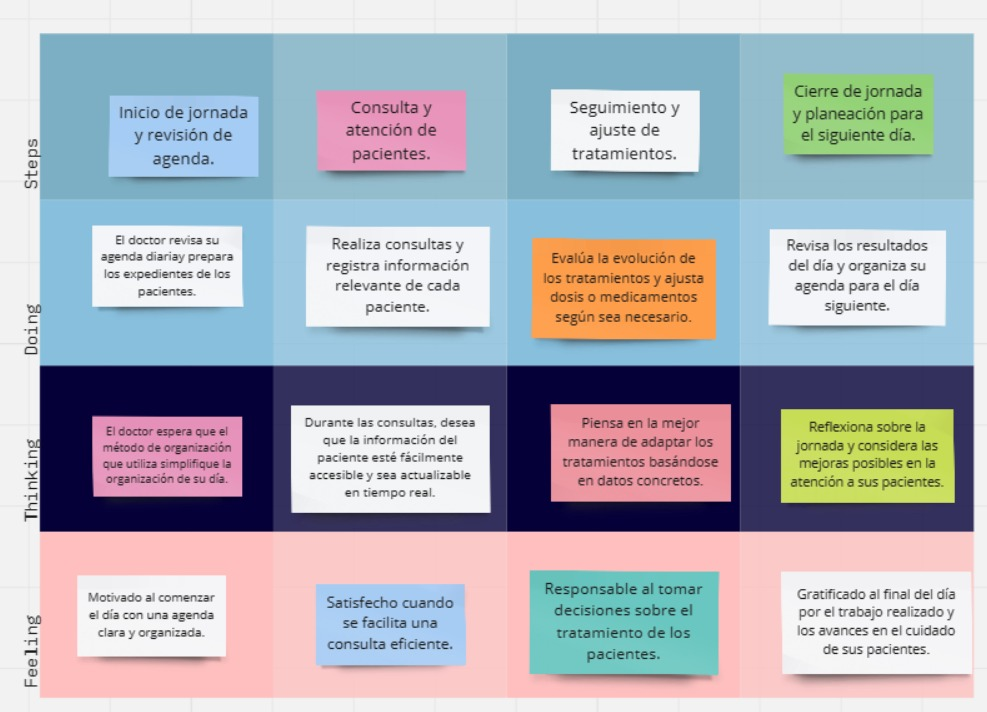 Steps
Inicio de jornada
y revisión de
agenda.
Consulta y
atención de
pacientes.
Seguimiento y
ajuste de
tratamientos.
Cierre de jornada
y planeación para
el siguiente día.
Doing
El doctor revisa su
agenda diariay prepara
los expedientes de los
pacientes.
Realiza consultas y
registra información
relevante de cada
paciente.
Evalúa la evolución de
los tratamientos y ajusta
dosis o medicamentos
según sea necesario.
Revisa los resultados
del día y organiza su
agenda para el día
siguiente.
Thinking
El doctor espera que el
método de organización
que utiliza simplifique la
organización de su día.
Durante las consultas, desea
que la información del
paciente esté fácilmente
accesible y sea actualizable
en tiempo real.
Piensa en la mejor
manera de adaptar los
tratamientos basándose
en datos concretos.
Reflexiona sobre la
jornada y considera las
mejoras posibles en la
atención a sus pacientes.
Feeling
Motivado al comenzar
el día con una agenda
clara y organizada.
Satisfecho cuando
se facilita una
consulta eficiente.
Responsable al tomar
decisiones sobre el
tratamiento de los
pacientes.
Gratificado al final del día
por el trabajo realizado y
los avances en el cuidado
de sus pacientes.